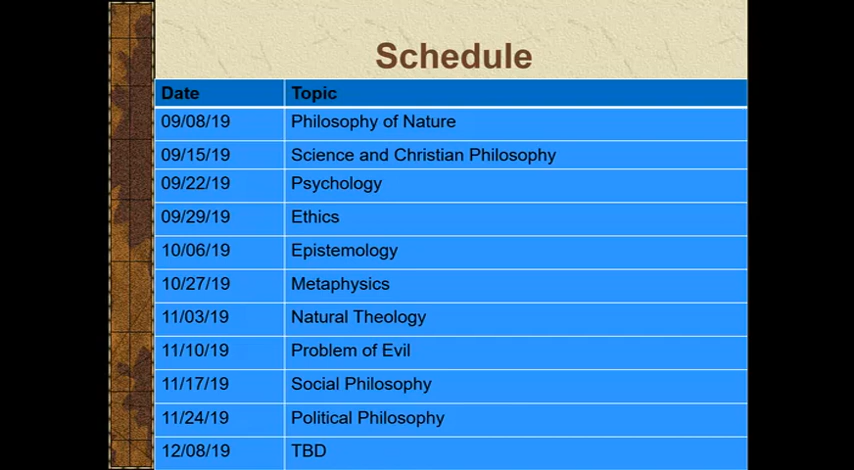 Schedule
Date Topic
09/08/19 Philosophy of Nature
09/15/19 Science and Christian Philosophy
09/22/19 Psychology
09/29/19 Ethics
10/06/19 Epistemology
10/27/19 Metaphysics
11/03/19 Natural Theology
11/10/19 Problem of Evil
11/17/19 Social Philosophy
11/24/19 Political Philosophy
12/08/19 TBD